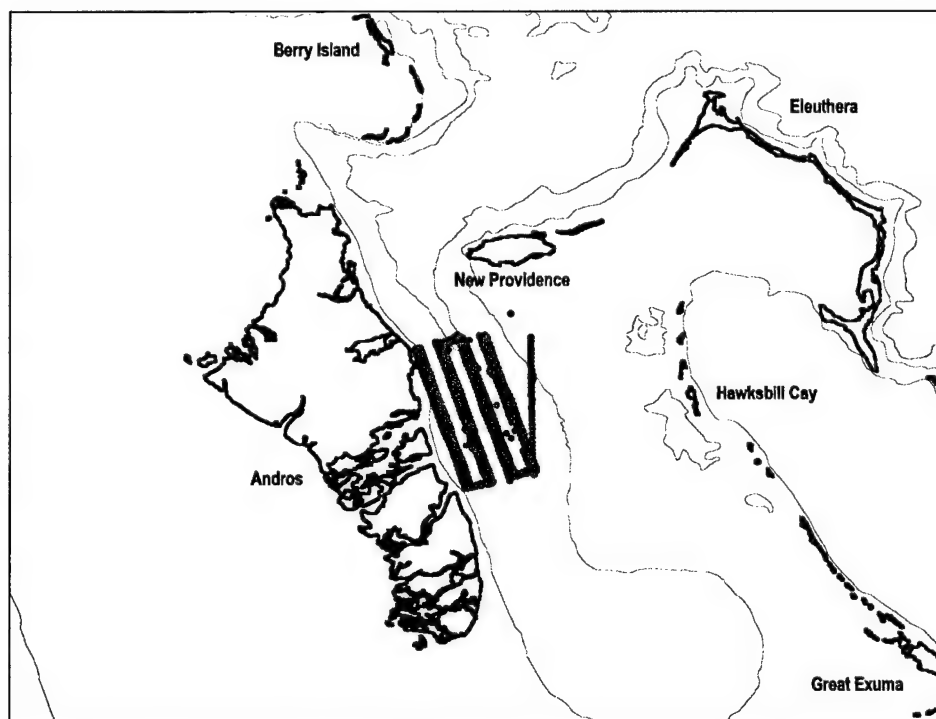 Berry Island
Eleuthera
New Providence
Hawksbill Cay
Andros
Great Exuma